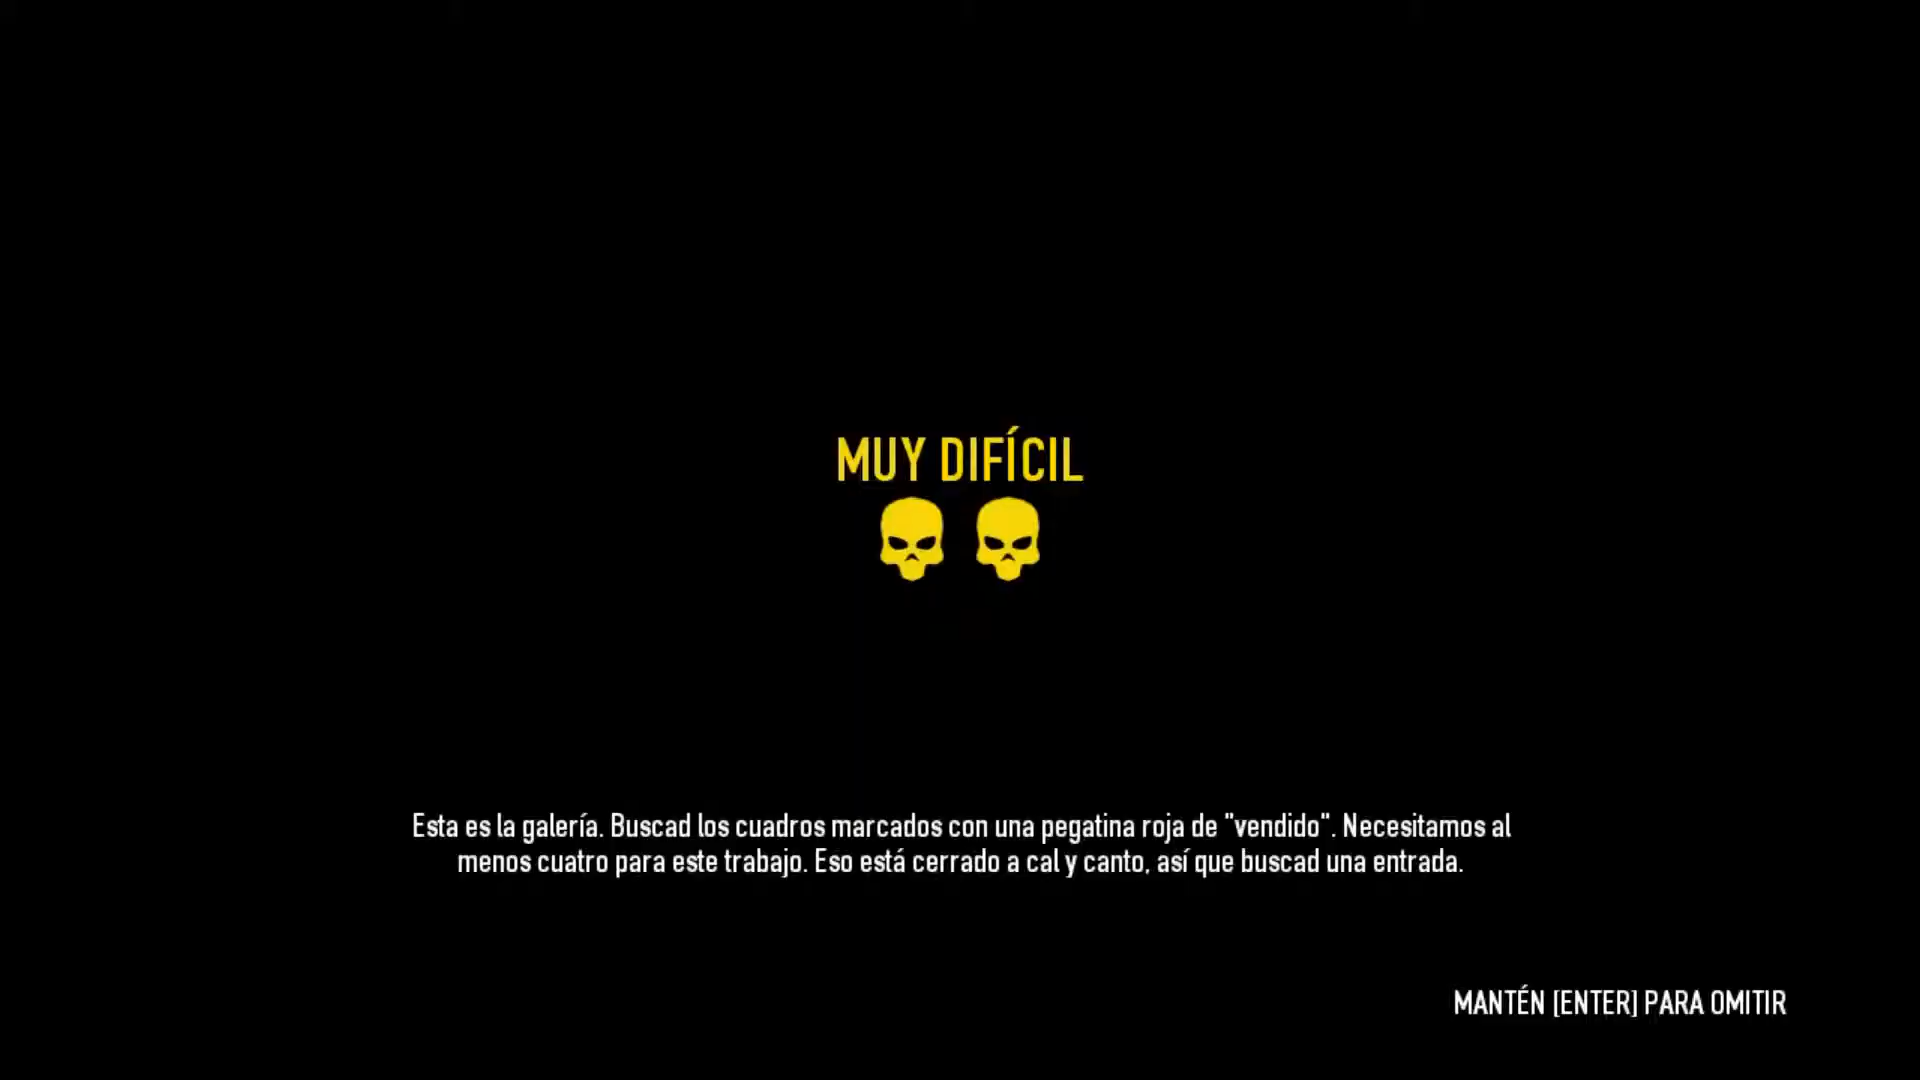 MUY DIFÍCIL
Esta es la galería. Buscad los cuadros marcados con una pegatina roja de "vendido". Necesitamos al
menos cuatro para este trabajo. Eso está cerrado a cal y canto, así que buscad una entrada.
MANTÉN [ENTER] PARA OMITIR